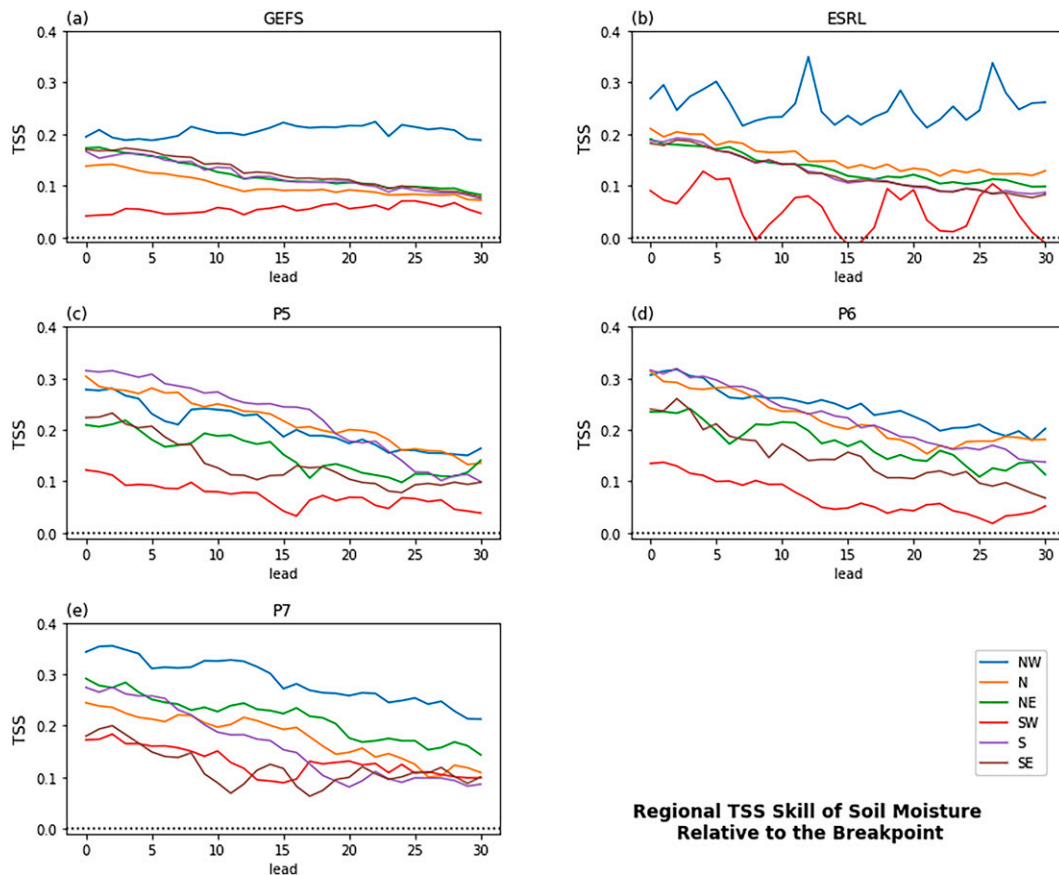 (a) GEFS
0.4
0.3
0.2
0.1
0.0
TSS
0 5 10 15 20 25 30
lead
(b) ESRL
0.4
0.3
0.2
0.1
0.0
TSS
0 5 10 15 20 25 30
lead
(c) P5
0.4
0.3
0.2
0.1
0.0
TSS
0 5 10 15 20 25 30
lead
(d) P6
0.4
0.3
0.2
0.1
0.0
TSS
0 5 10 15 20 25 30
lead
(e) P7
0.4
0.3
0.2
0.1
0.0
TSS
0 5 10 15 20 25 30
lead
NW
N
NE
SW
S
SE
Regional TSS Skill of Soil Moisture
Relative to the Breakpoint